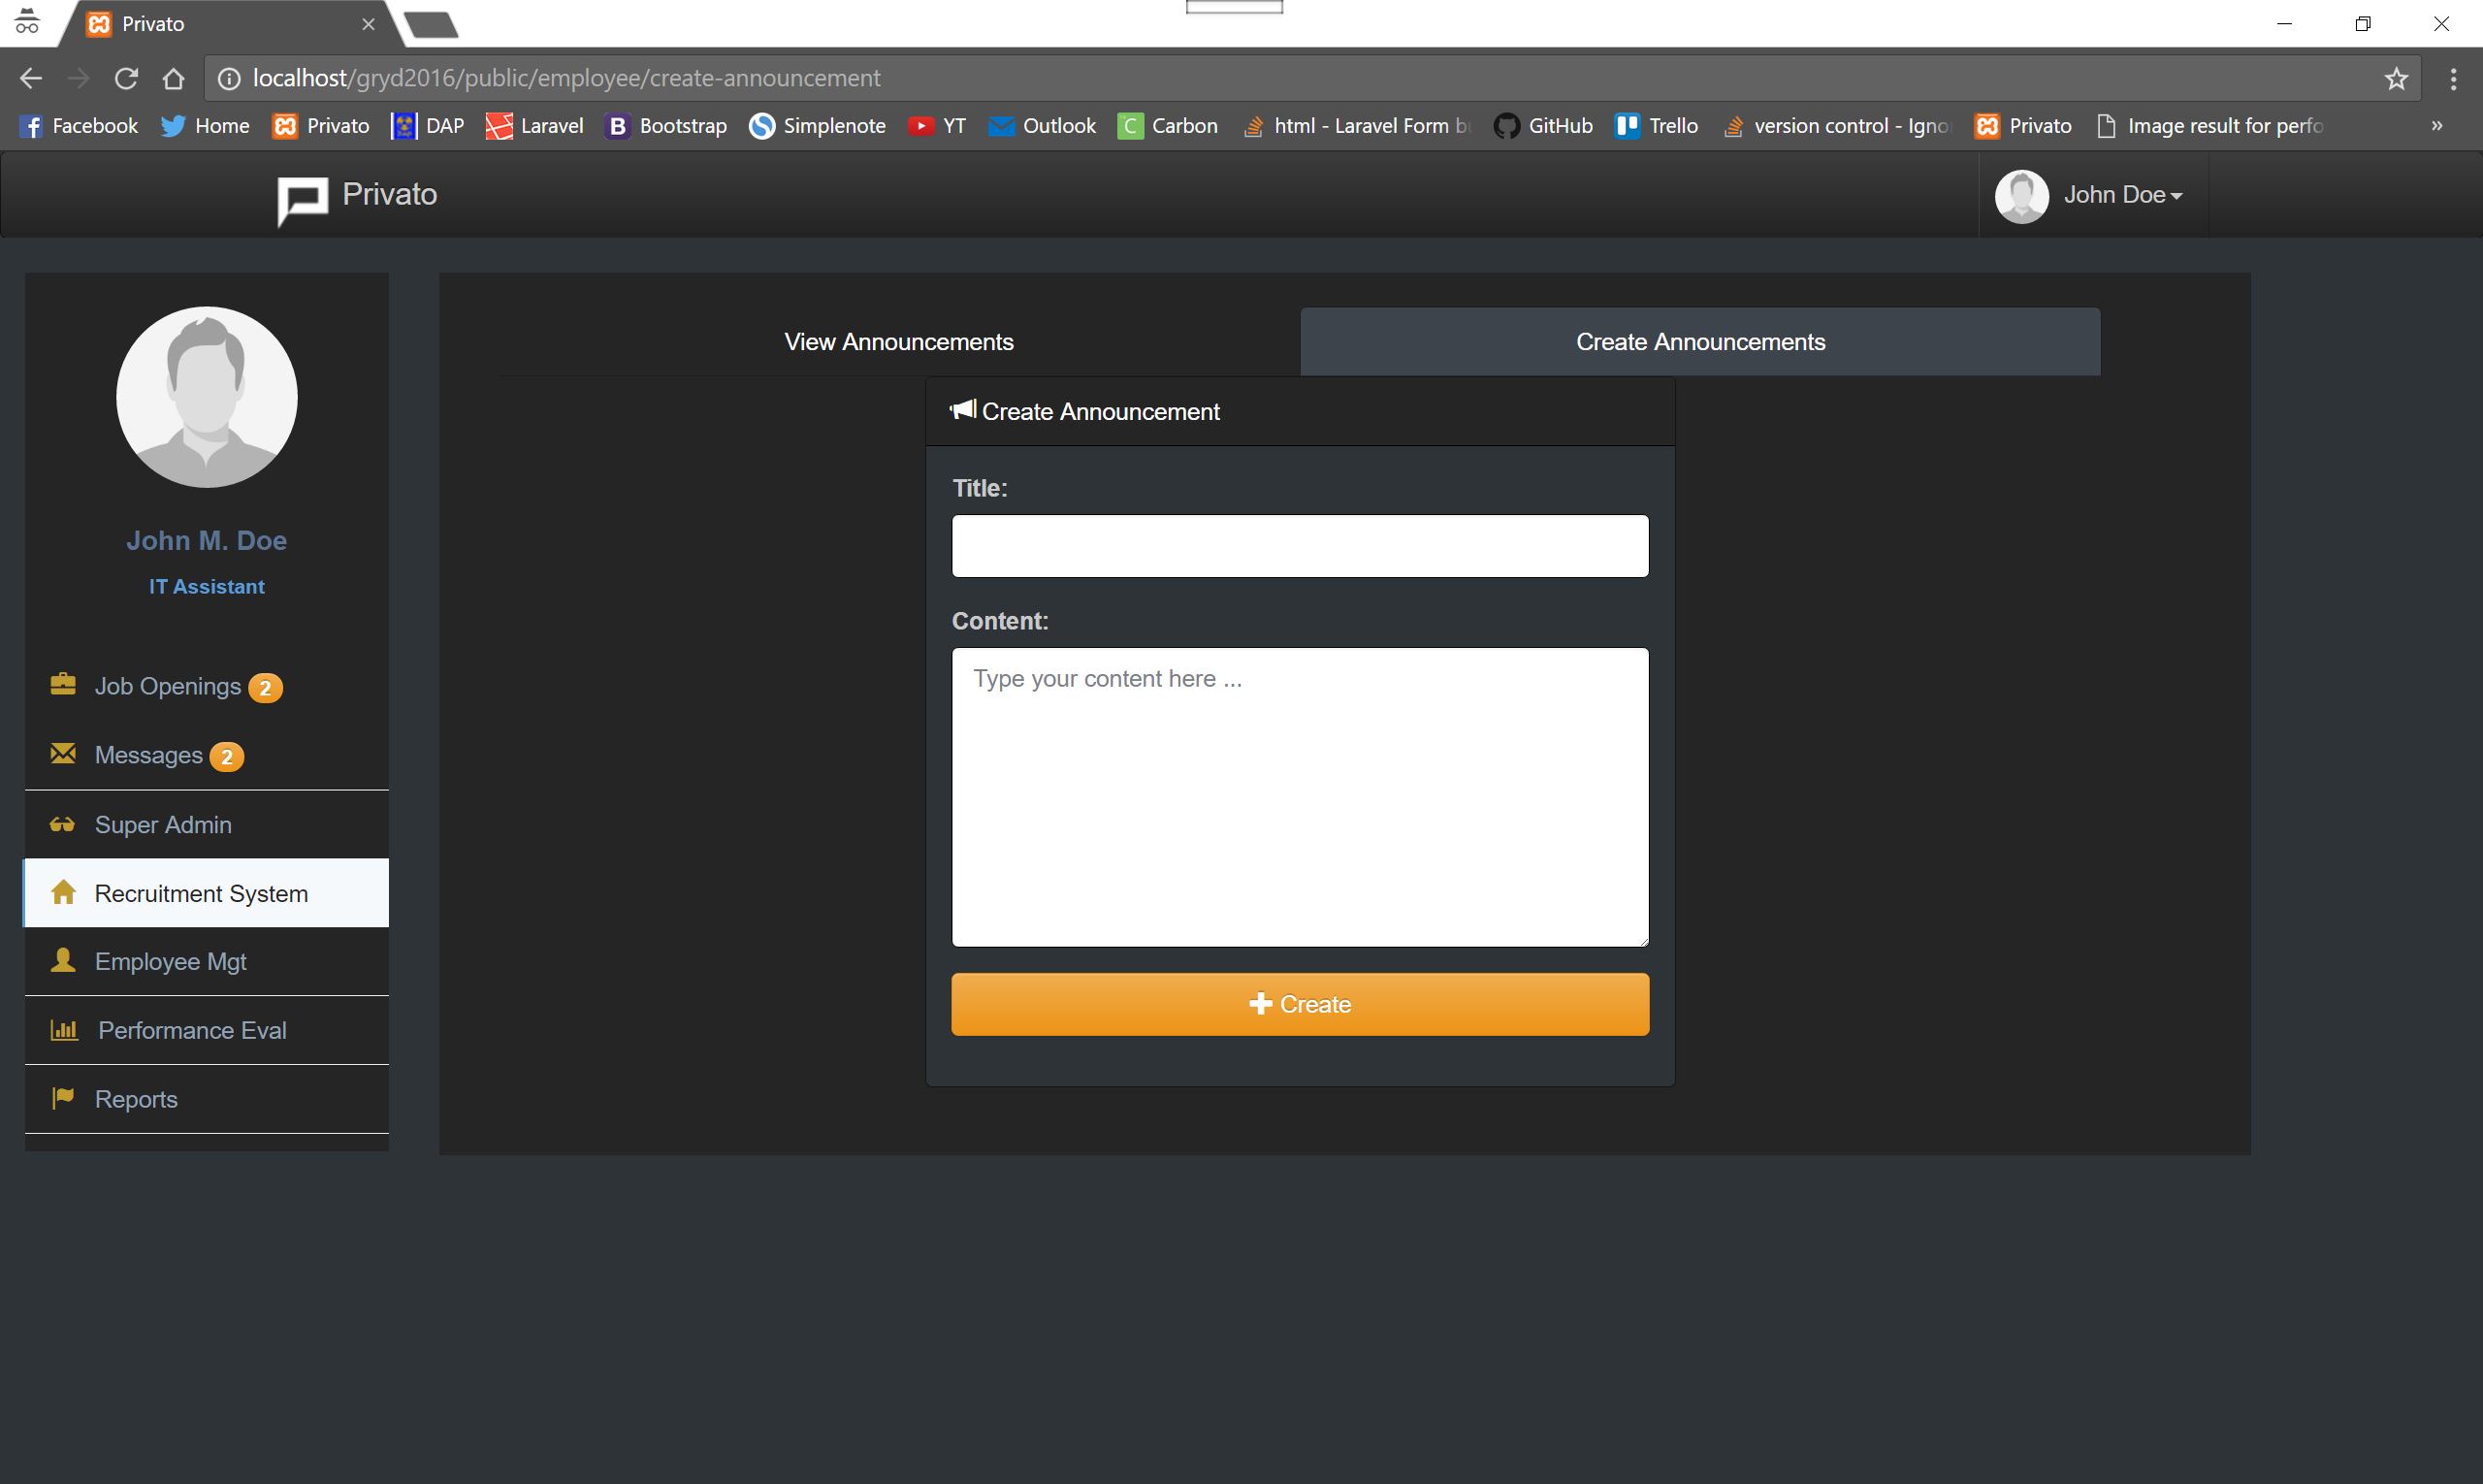 Privato
localhost/gryd2016/public/employee/create-announcement
Facebook Home Privato DAP Laravel Bootstrap Simplenote YT Outlook Carbon html - Laravel Form b GitHub Trello version control - Igno Privato Image result for perfo »
Privato
John Doe
View Announcements
Create Announcements
Create Announcement
Title:
Content:
Type your content here ...
Create
John M. Doe
IT Assistant
Job Openings 2
Messages 2
Super Admin
Recruitment System
Employee Mgt
Performance Eval
Reports